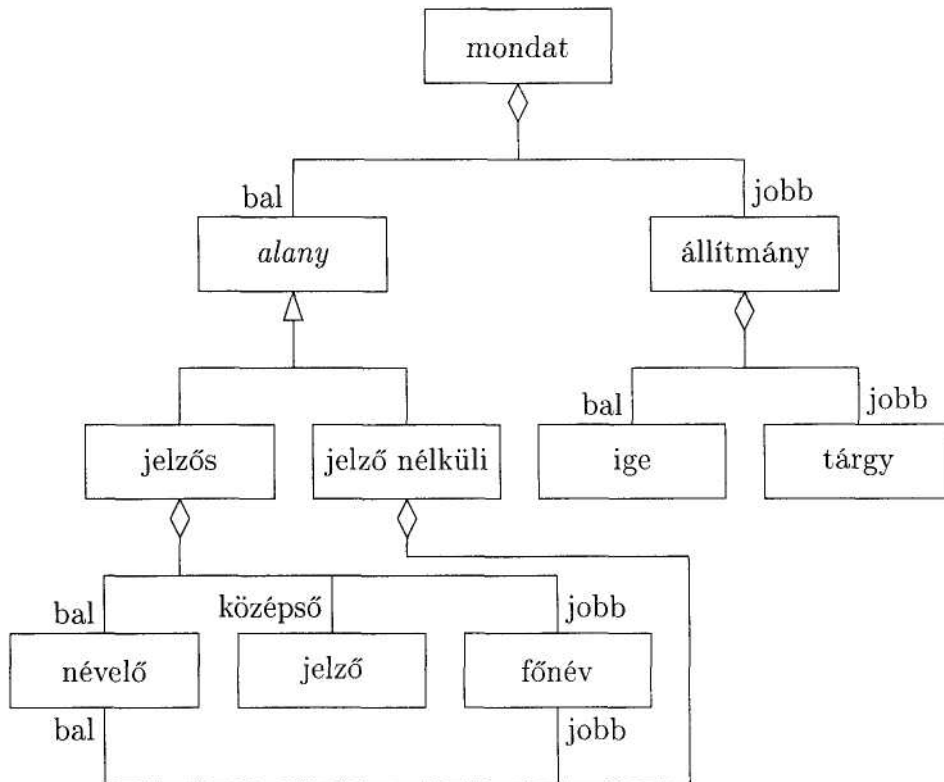 mondat
bal jobb
alany állítmány
bal jobb
jelzős jelző nélküli ige tárgy
bal középső jobb
névelő jelző főnév
bal jobb